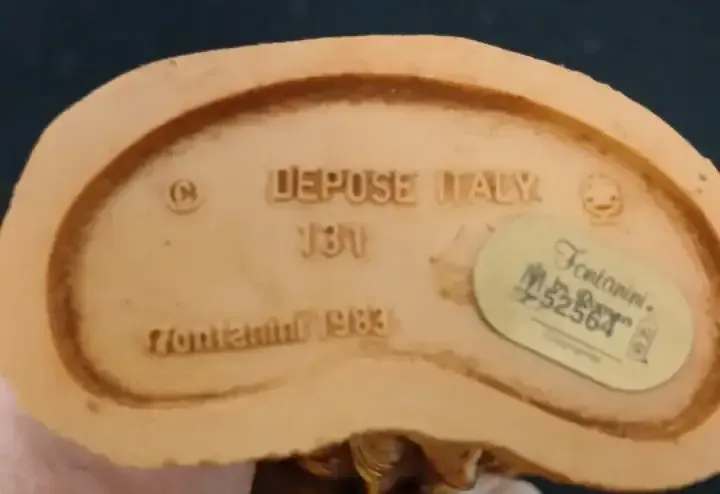 © DEPOSE ITALY
131
Fontanini 1983
Fontanini.
52564